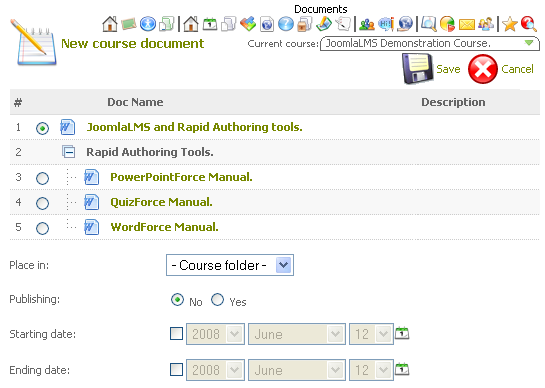 Documents
New course document
Current course: JoomlaLMS Demonstration Course.
Save Cancel
# Doc Name Description
1 JoomlaLMS and Rapid Authoring tools.
2 Rapid Authoring Tools.
3 PowerPointForce Manual.
4 QuizForce Manual.
5 WordForce Manual.
Place in: - Course folder -
Publishing: No Yes
Starting date: 2008 June 12
Ending date: 2008 June 12